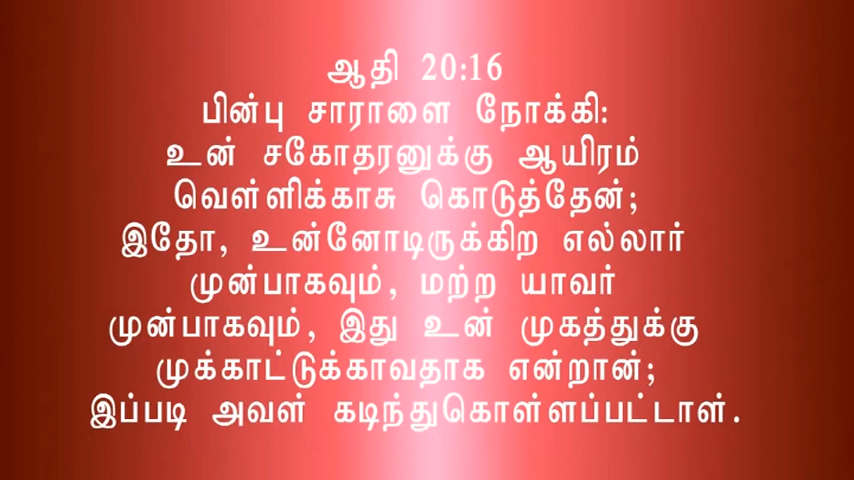 ஆதி 20:16
பின்பு சாராளை நோக்கி:
உன் சகோதரனுக்கு ஆயிரம்
வெள்ளிக்காசு கொடுத்தேன்;
இதோ, உன்னோடிருக்கிற எல்லார்
முன்பாகவும், மற்ற யாவர்
முன்பாகவும், இது உன் முகத்துக்கு
முக்காட்டுக்காவதாக என்றான்;
இப்படி அவள் கடிந்துகொள்ளப்பட்டாள்.